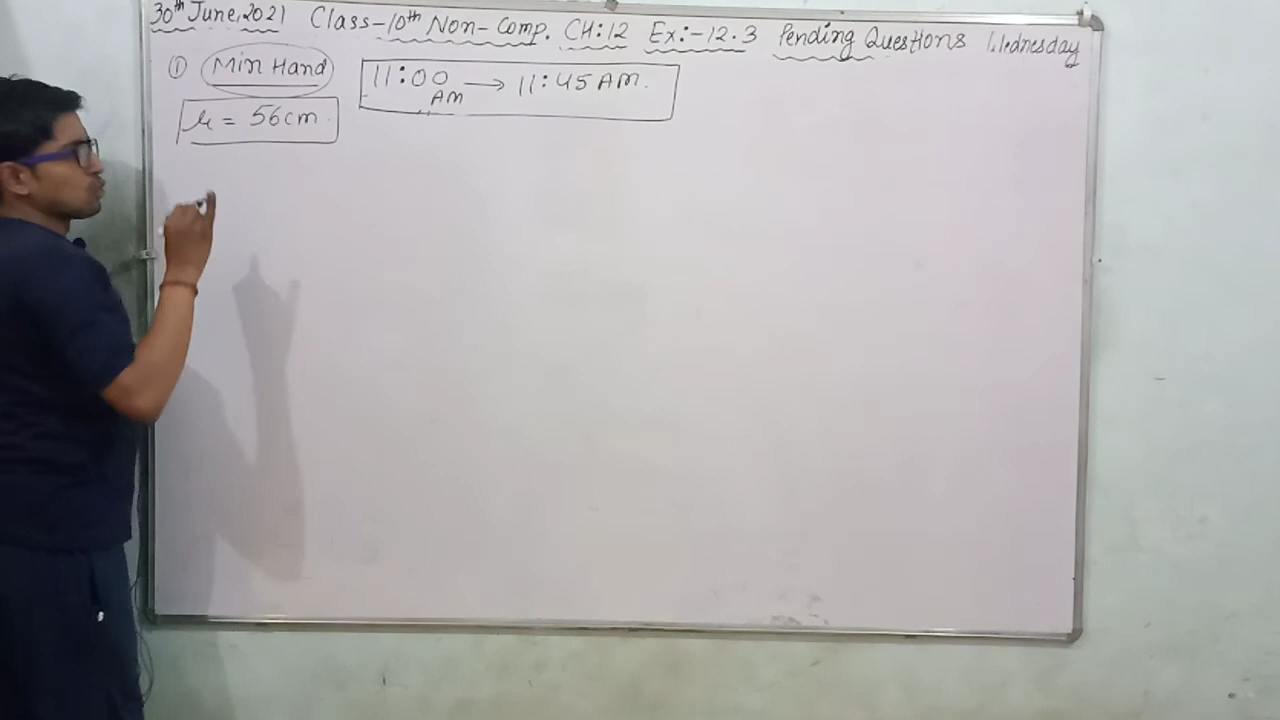 30th June, 2021 Class-10th Non-Comp. CH:12 Ex:-12.3 Pending Questions Wednesday
① Min Hand 11:00 AM → 11:45 AM.
r = 56cm.